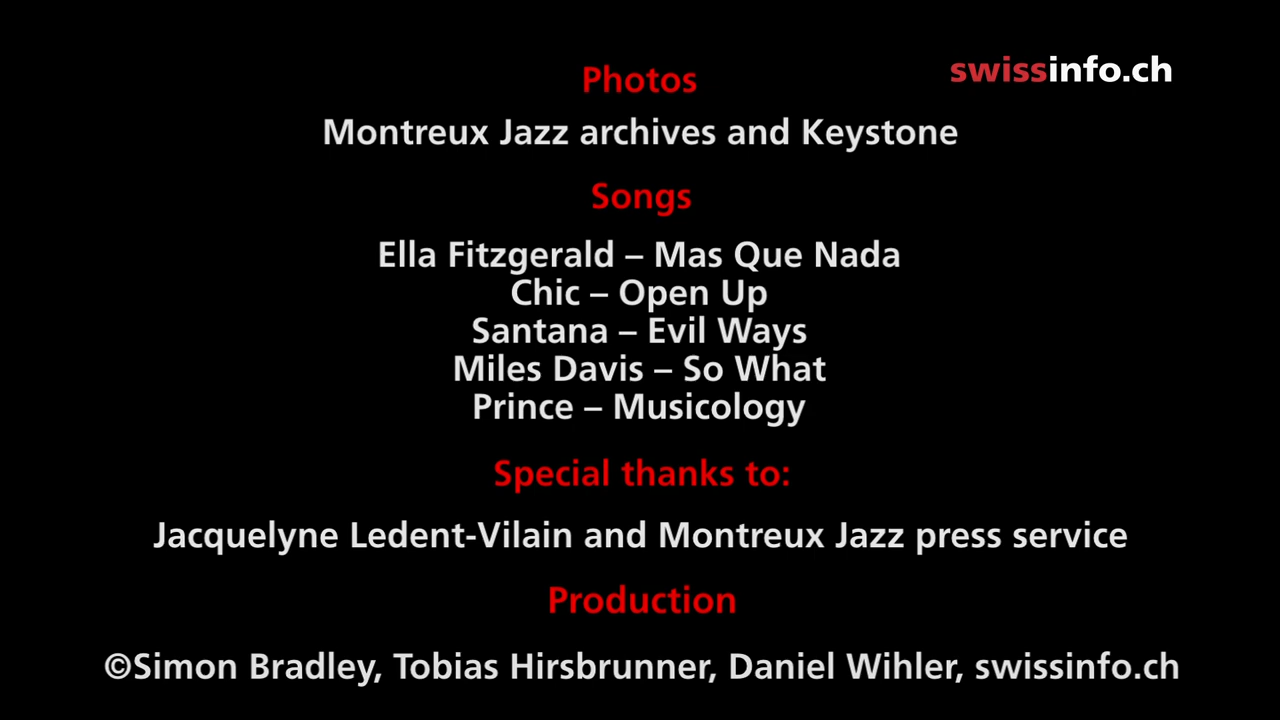 swissinfo.ch
Photos
Montreux Jazz archives and Keystone
Songs
Ella Fitzgerald – Mas Que Nada
Chic – Open Up
Santana – Evil Ways
Miles Davis – So What
Prince – Musicology
Special thanks to:
Jacquelyne Ledent-Vilain and Montreux Jazz press service
Production
©Simon Bradley, Tobias Hirsbrunner, Daniel Wihler, swissinfo.ch